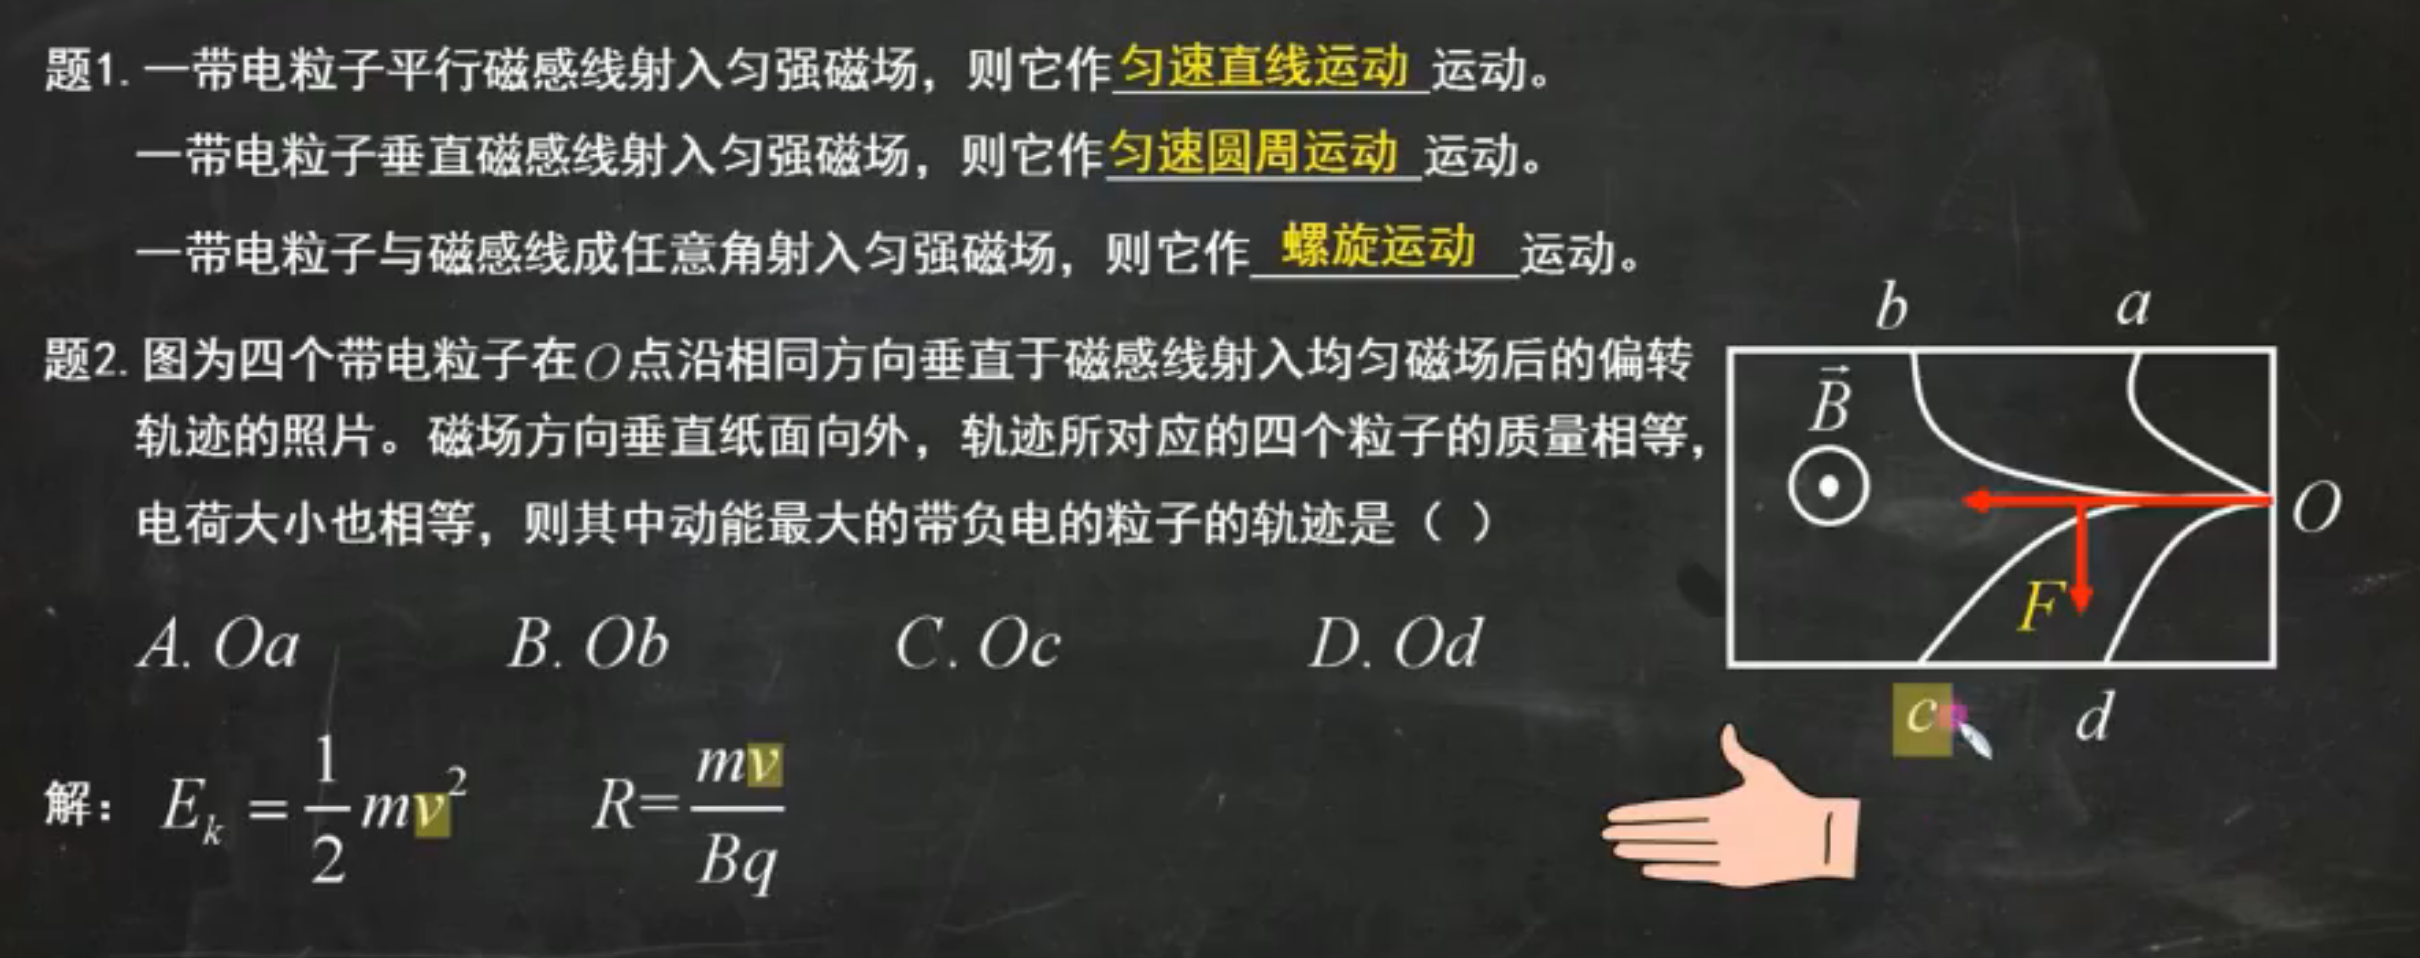 题1.一带电粒子平行磁感线射入匀强磁场，则它作匀速直线运动运动。
一带电粒子垂直磁感线射入匀强磁场，则它作匀速圆周运动运动。
一带电粒子与磁感线成任意角射入匀强磁场，则它作螺旋运动运动。
题2.图为四个带电粒子在O点沿相同方向垂直于磁感线射入均匀磁场后的偏转
轨迹的照片。磁场方向垂直纸面向外，轨迹所对应的四个粒子的质量相等，
电荷大小也相等，则其中动能最大的带负电的粒子的轨迹是（ ）
A. Oa B. Ob C. Oc D. Od
解： E_k = 1/2 mv^2 R= mv/Bq
b a
B⃗
O
F
c d